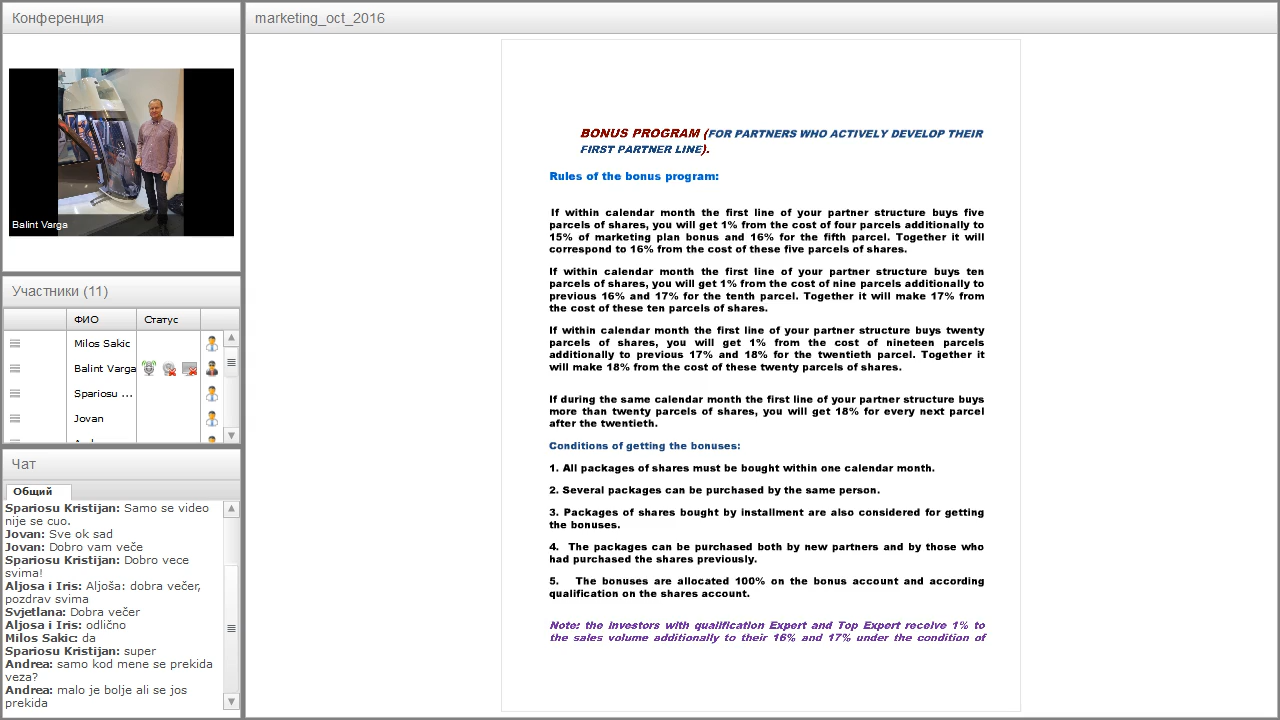 Конференция
Balint Varga
Участники (11)
ФИО Статус
Milos Sakic
Balint Varga
Spariosu ...
Jovan
Чат
Общий
Spariosu Kristijan: Samo se video
nije se cuo.
Jovan: Sve ok sad
Jovan: Dobro vam veče
Spariosu Kristijan: Dobro vece
svima!
Aljosa i Iris: Aljoša: dobra večer,
pozdrav svima
Svjetlana: Dobra večer
Aljosa i Iris: odlično
Milos Sakic: da
Spariosu Kristijan: super
Andrea: samo kod mene se prekida
veza?
Andrea: malo je bolje ali se jos
prekida
marketing_oct_2016
BONUS PROGRAM (FOR PARTNERS WHO ACTIVELY DEVELOP THEIR
FIRST PARTNER LINE).
Rules of the bonus program:
If within calendar month the first line of your partner structure buys five
parcels of shares, you will get 1% from the cost of four parcels additionally to
15% of marketing plan bonus and 16% for the fifth parcel. Together it will
correspond to 16% from the cost of these five parcels of shares.
If within calendar month the first line of your partner structure buys ten
parcels of shares, you will get 1% from the cost of nine parcels additionally to
previous 16% and 17% for the tenth parcel. Together it will make 17% from
the cost of these ten parcels of shares.
If within calendar month the first line of your partner structure buys twenty
parcels of shares, you will get 1% from the cost of nineteen parcels
additionally to previous 17% and 18% for the twentieth parcel. Together it
will make 18% from the cost of these twenty parcels of shares.
If during the same calendar month the first line of your partner structure buys
more than twenty parcels of shares, you will get 18% for every next parcel
after the twentieth.
Conditions of getting the bonuses:
1. All packages of shares must be bought within one calendar month.
2. Several packages can be purchased by the same person.
3. Packages of shares bought by installment are also considered for getting
the bonuses.
4. The packages can be purchased both by new partners and by those who
had purchased the shares previously.
5. The bonuses are allocated 100% on the bonus account and according
qualification on the shares account.
Note: the investors with qualification Expert and Top Expert receive 1% to
the sales volume additionally to their 16% and 17% under the condition of